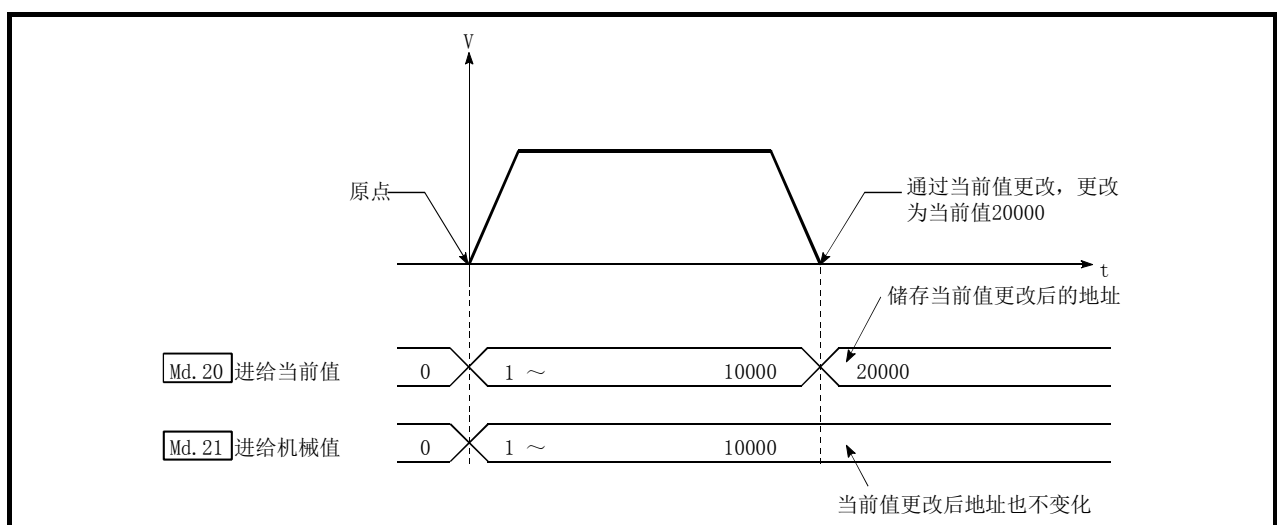 V
原点
通过当前值更改，更改
为当前值20000
t
储存当前值更改后的地址
Md.20 进给当前值 0 1 ～ 10000 20000
Md.21 进给机械值 0 1 ～ 10000
当前值更改后地址也不变化